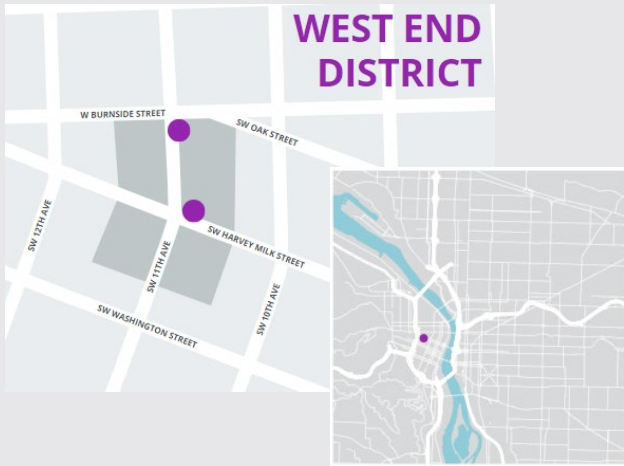 WEST END
DISTRICT
W BURNSIDE STREET
SW OAK STREET
SW 12TH AVE
SW 11TH AVE
SW HARVEY MILK STREET
SW 10TH AVE
SW WASHINGTON STREET